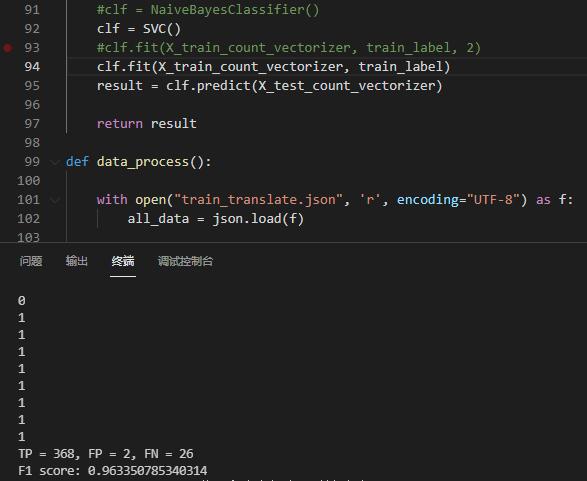 91 #clf = NaiveBayesClassifier()
92 clf = SVC()
93 #clf.fit(X_train_count_vectorizer, train_label, 2)
94 clf.fit(X_train_count_vectorizer, train_label)
95 result = clf.predict(X_test_count_vectorizer)
96
97 return result
98
99 def data_process():
100
101 with open("train_translate.json", 'r', encoding="UTF-8") as f:
102 all_data = json.load(f)
103
问题 输出 终端 调试控制台
0
1
1
1
1
1
1
1
1
TP = 368, FP = 2, FN = 26
F1 score: 0.963350785340314